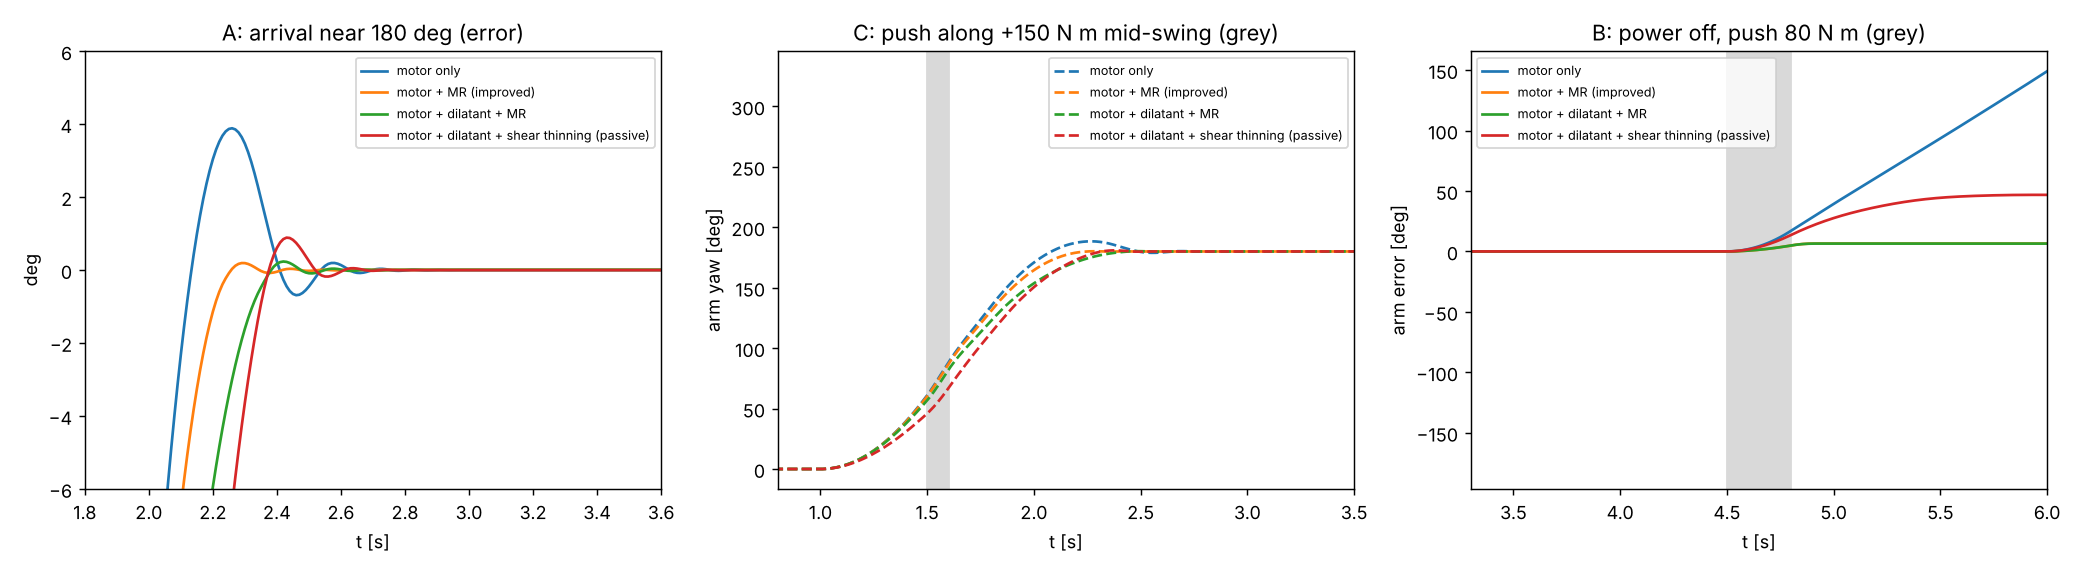 A: arrival near 180 deg (error)
6
4
2
0
−2
−4
−6
deg
motor only
motor + MR (improved)
motor + dilatant + MR
motor + dilatant + shear thinning (passive)
1.8 2.0 2.2 2.4 2.6 2.8 3.0 3.2 3.4 3.6
t [s]
C: push along +150 N m mid-swing (grey)
300
250
200
150
100
50
0
arm yaw [deg]
motor only
motor + MR (improved)
motor + dilatant + MR
motor + dilatant + shear thinning (passive)
1.0 1.5 2.0 2.5 3.0 3.5
t [s]
B: power off, push 80 N m (grey)
150
100
50
0
−50
−100
−150
arm error [deg]
motor only
motor + MR (improved)
motor + dilatant + MR
motor + dilatant + shear thinning (passive)
3.5 4.0 4.5 5.0 5.5 6.0
t [s]